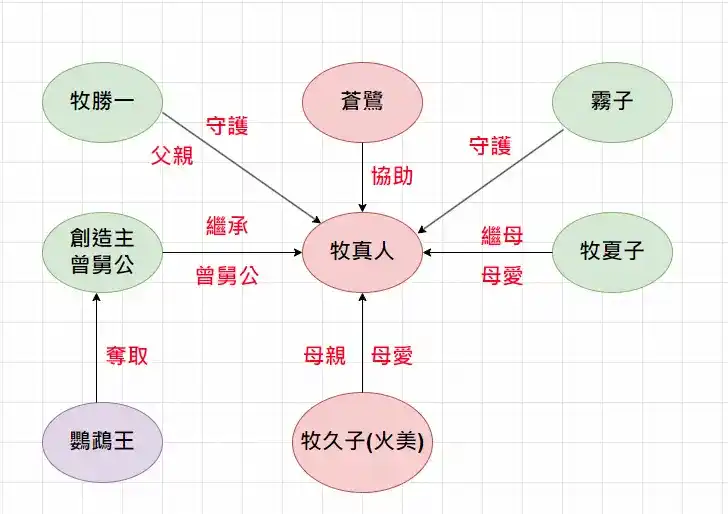 牧勝一
蒼鷺
霧子
守護
父親
協助
守護
創造主
曾舅公
繼承
曾舅公
牧真人
繼母
母愛
牧夏子
奪取
母親
母愛
鸚鵡王
牧久子(火美)